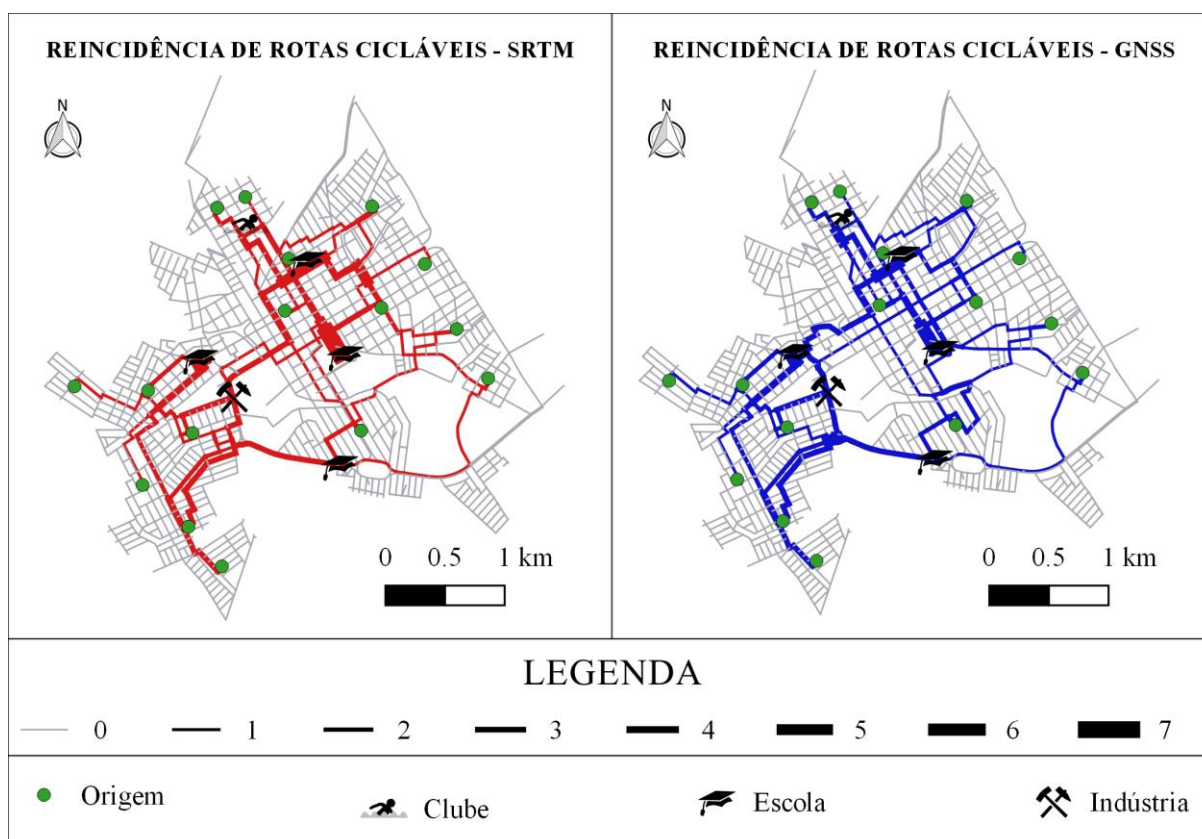 REINCIDÊNCIA DE ROTAS CICLÁVEIS - SRTM
N
0 0.5 1 km
REINCIDÊNCIA DE ROTAS CICLÁVEIS - GNSS
N
0 0.5 1 km
LEGENDA
0 1 2 3 4 5 6 7
Origem Clube Escola Indústria